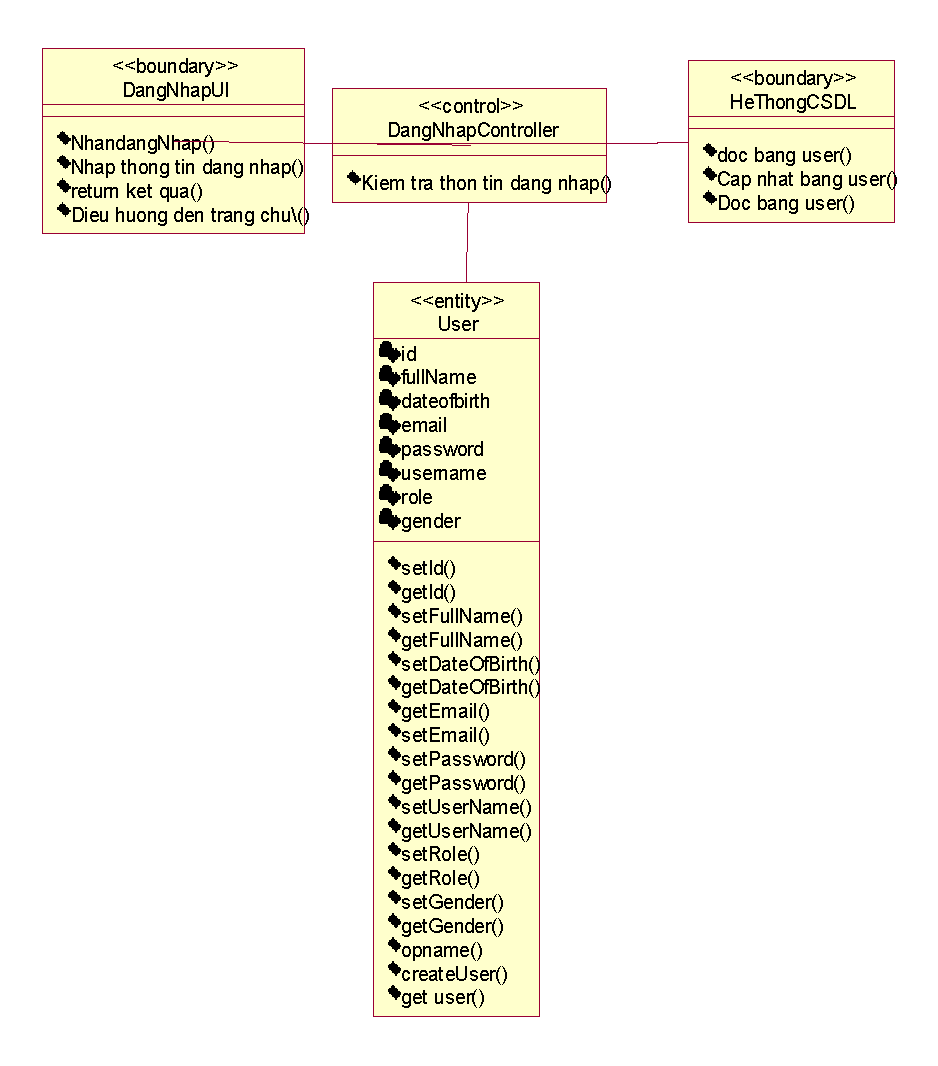 <<boundary>>
DangNhapUI
NhandangNhap()
Nhap thong tin dang nhap()
return ket qua()
Dieu huong den trang chu\()
<<control>>
DangNhapController
Kiem tra thon tin dang nhap()
<<boundary>>
HeThongCSDL
doc bang user()
Cap nhat bang user()
Doc bang user()
<<entity>>
User
id
fullName
dateofbirth
email
password
username
role
gender
setId()
getId()
setFullName()
getFullName()
setDateOfBirth()
getDateOfBirth()
getEmail()
setEmail()
setPassword()
getPassword()
setUserName()
getUserName()
setRole()
getRole()
setGender()
getGender()
opname()
createUser()
get user()